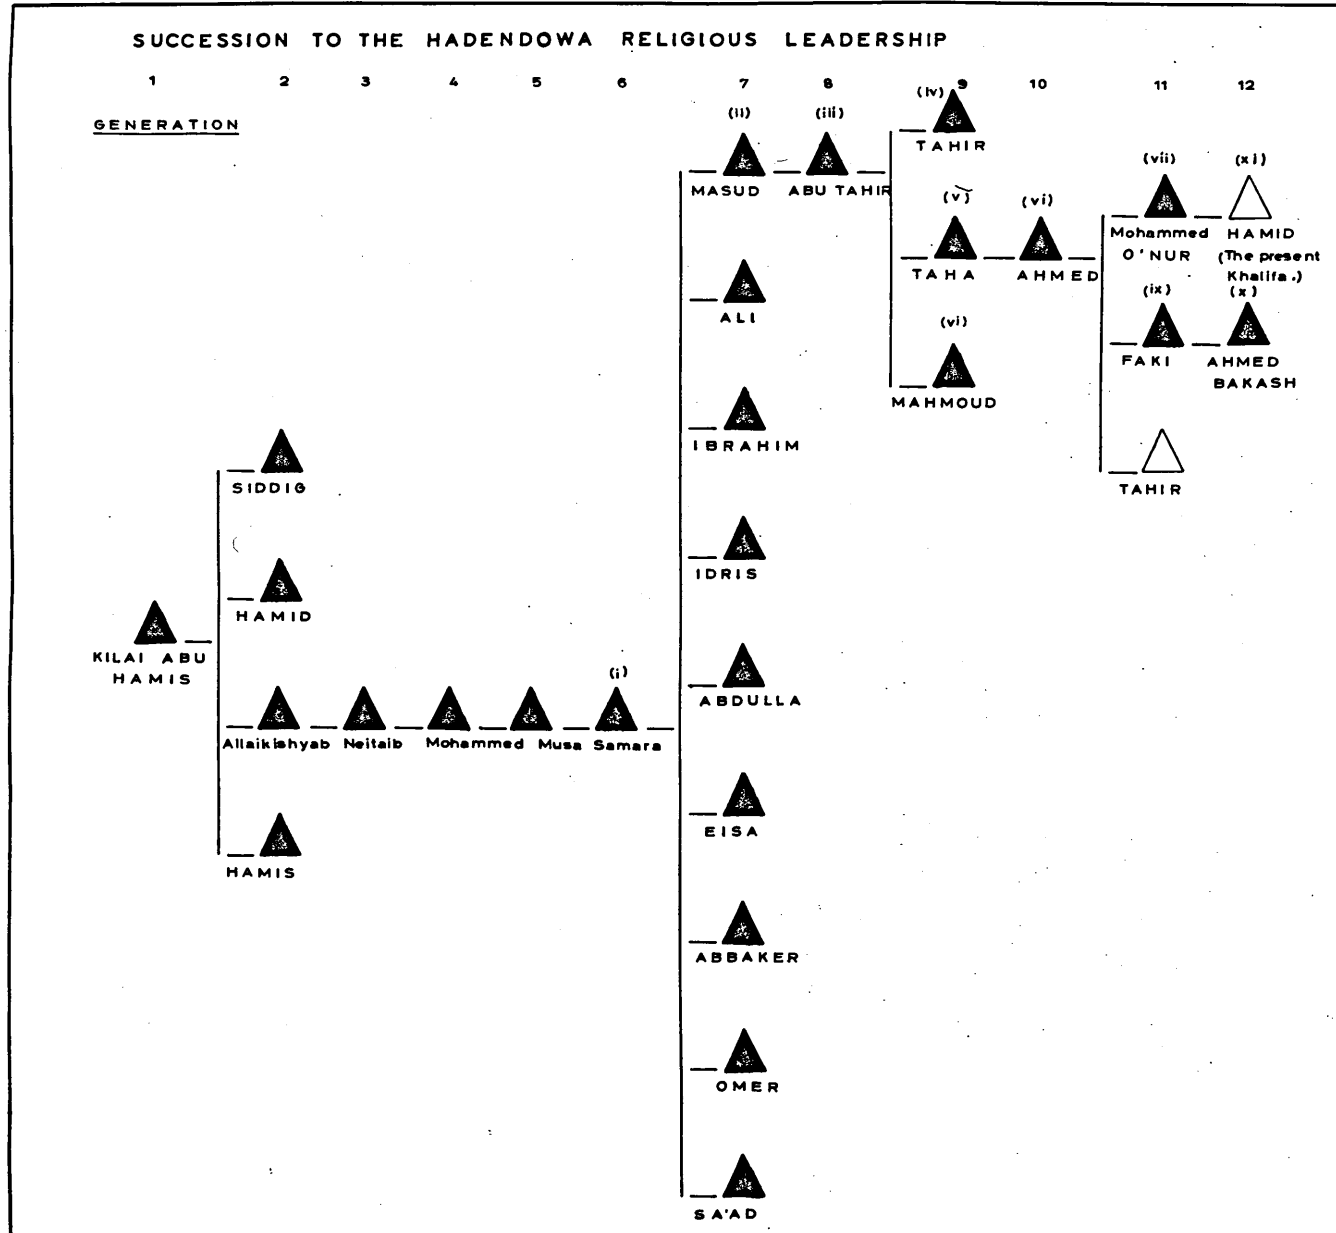 SUCCESSION TO THE HADENDOWA RELIGIOUS LEADERSHIP
1 2 3 4 5 6 7 8 9 10 11 12
GENERATION
(iv)
TAHIR
(ii) (iii)
MASUD ABU TAHIR
(vii) (xi)
Mohammed HAMID
O'NUR (The present
Khalifa.)
(v) (vi)
TAHA AHMED
ALI
(ix) (x)
FAKI AHMED
BAKASH
(vi)
MAHMOUD
IBRAHIM
SIDDIG
TAHIR
IDRIS
HAMID
KILAI ABU
HAMIS
ABDULLA
(i)
Allaikishyab Neitaib Mohammed Musa Samara
EISA
HAMIS
ABBAKER
OMER
SA'AD